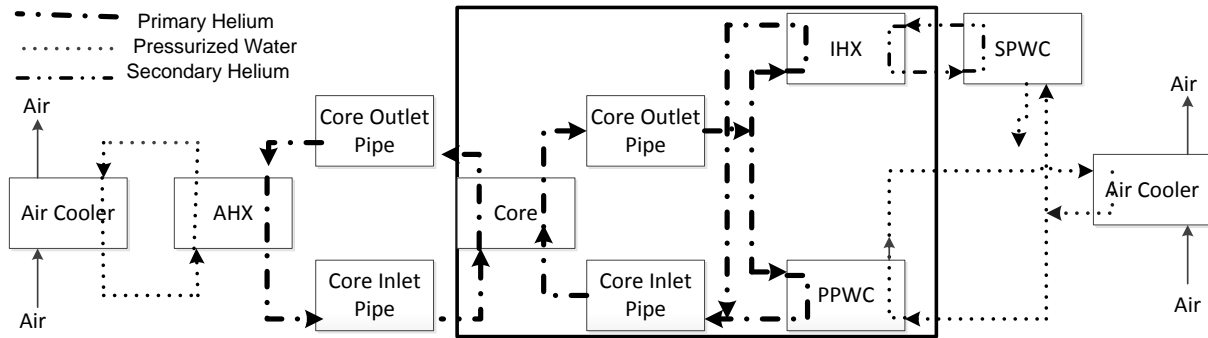 Primary Helium
Pressurized Water
Secondary Helium
IHX
SPWC
Air
Air
Core Outlet
Pipe
Core Outlet
Pipe
Air Cooler
AHX
Core
Air Cooler
Core Inlet
Pipe
Core Inlet
Pipe
PPWC
Air
Air